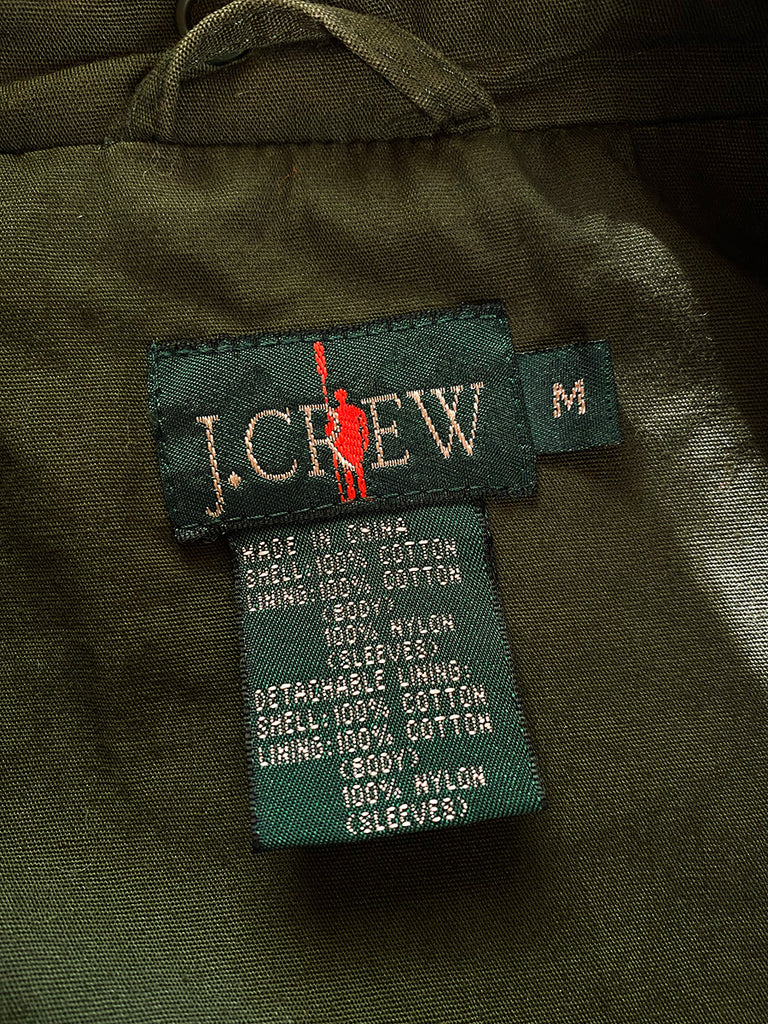 J.CREW
M
MADE IN CHINA
SHELL:100% COTTON
LINING:100% COTTON
(BODY)
100% NYLON
(SLEEVES)
DETACHABLE LINING:
SHELL:100% COTTON
LINING:100% COTTON
(BODY)
100% NYLON
(SLEEVES)